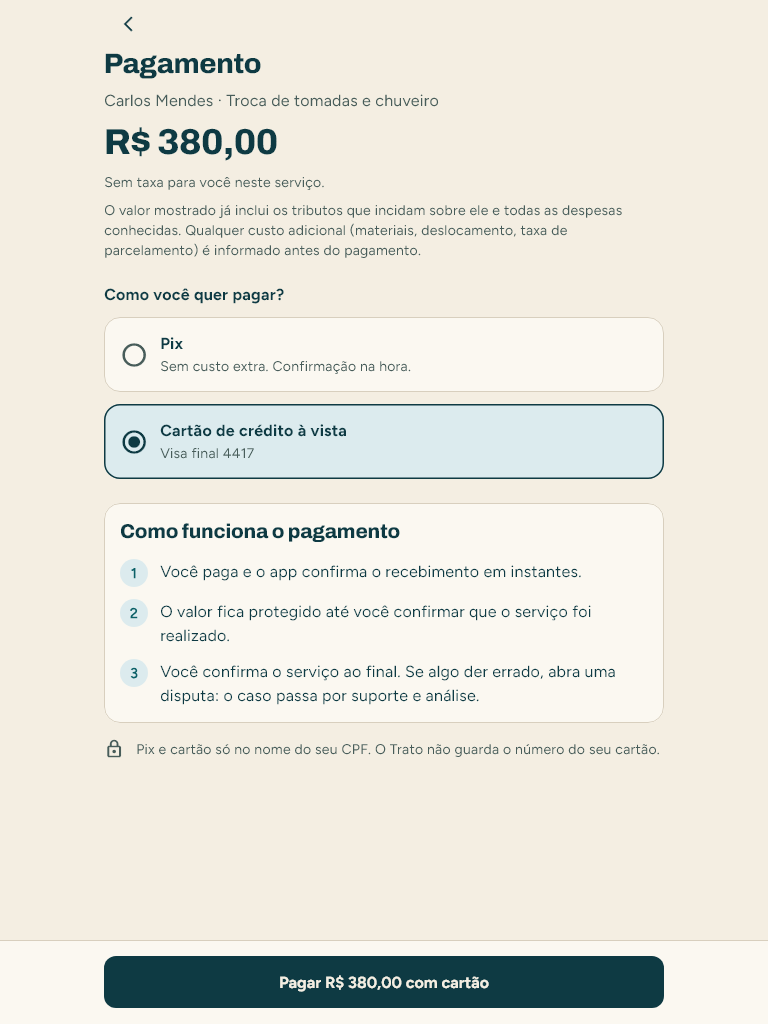 Pagamento
Carlos Mendes · Troca de tomadas e chuveiro
R$ 380,00
Sem taxa para você neste serviço.
O valor mostrado já inclui os tributos que incidam sobre ele e todas as despesas
conhecidas. Qualquer custo adicional (materiais, deslocamento, taxa de
parcelamento) é informado antes do pagamento.
Como você quer pagar?
Pix
Sem custo extra. Confirmação na hora.
Cartão de crédito à vista
Visa final 4417
Como funciona o pagamento
1 Você paga e o app confirma o recebimento em instantes.
2 O valor fica protegido até você confirmar que o serviço foi
realizado.
3 Você confirma o serviço ao final. Se algo der errado, abra uma
disputa: o caso passa por suporte e análise.
Pix e cartão só no nome do seu CPF. O Trato não guarda o número do seu cartão.
Pagar R$ 380,00 com cartão